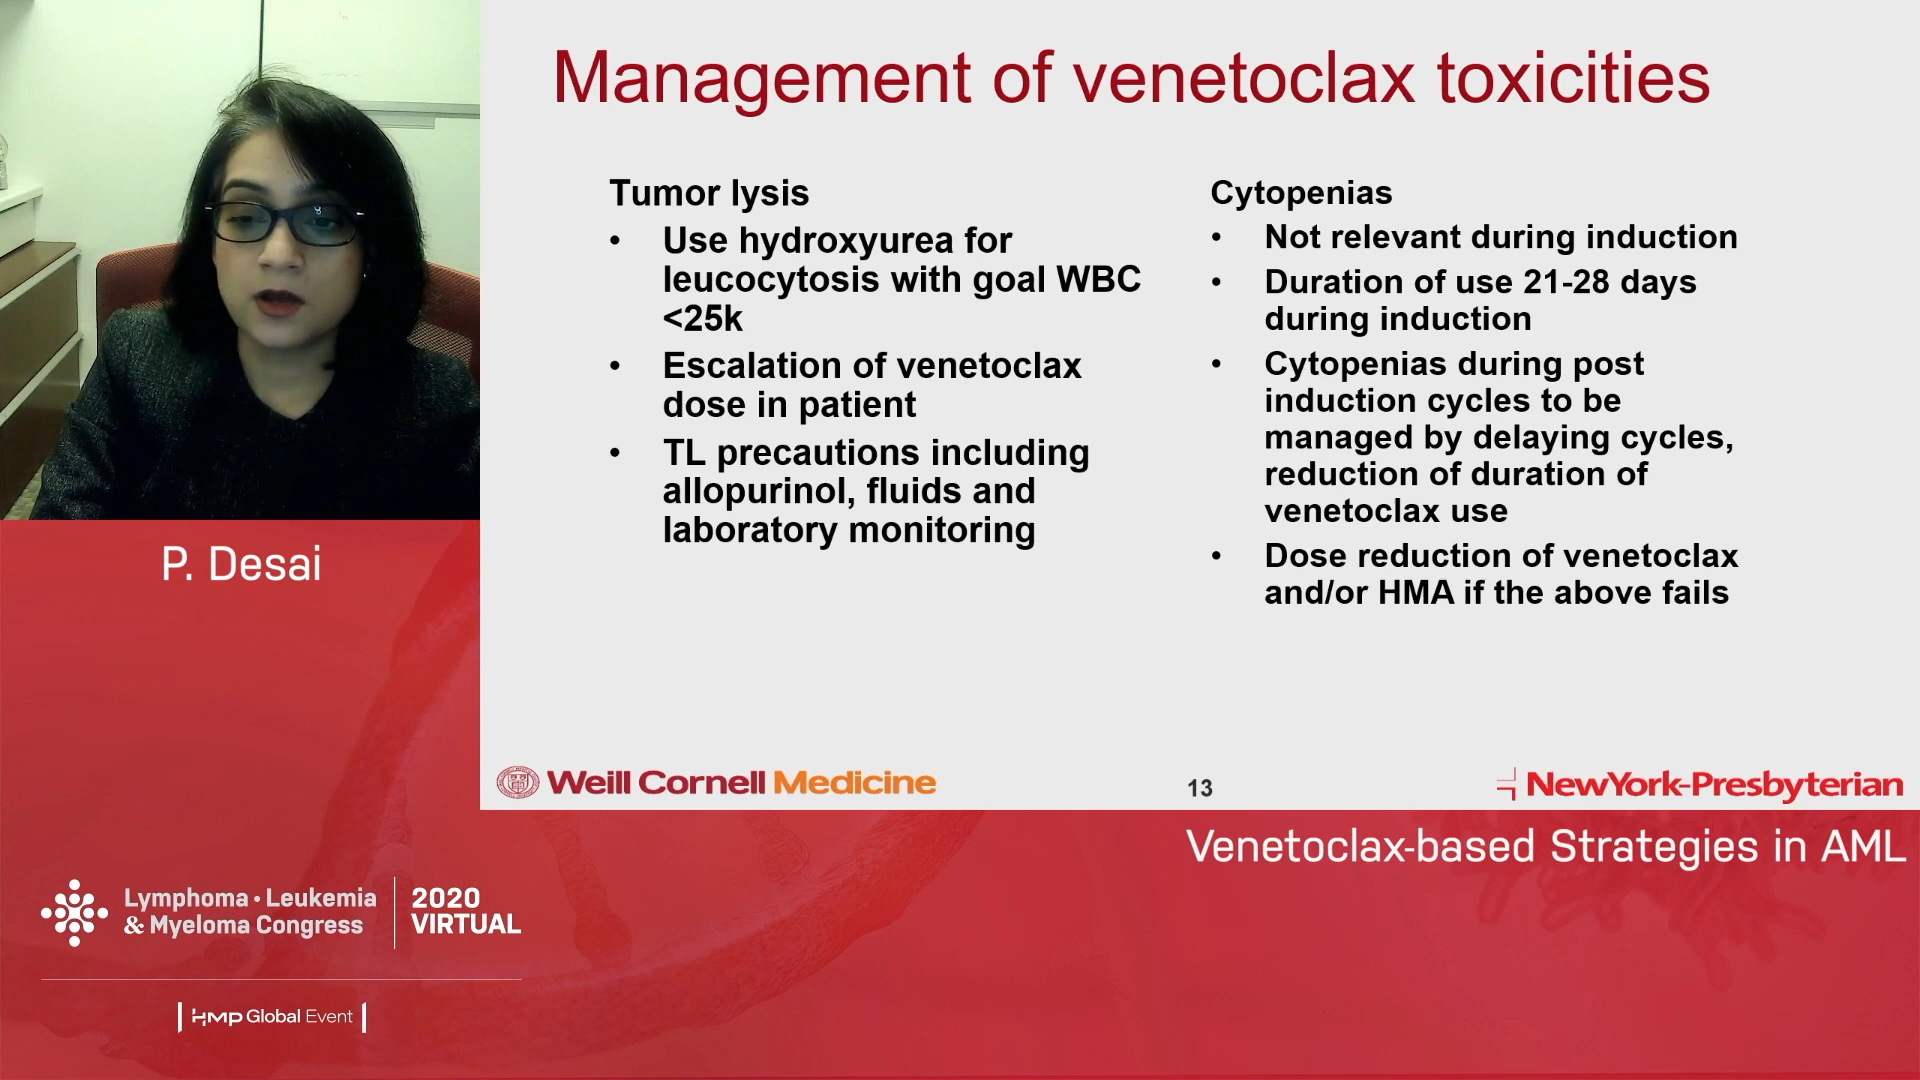 Management of venetoclax toxicities
Tumor lysis
• Use hydroxyurea for
leucocytosis with goal WBC
<25k
• Escalation of venetoclax
dose in patient
• TL precautions including
allopurinol, fluids and
laboratory monitoring
Cytopenias
• Not relevant during induction
• Duration of use 21-28 days
during induction
• Cytopenias during post
induction cycles to be
managed by delaying cycles,
reduction of duration of
venetoclax use
• Dose reduction of venetoclax
and/or HMA if the above fails
Weill Cornell Medicine
13
NewYork-Presbyterian
P. Desai
Venetoclax-based Strategies in AML
Lymphoma • Leukemia
& Myeloma Congress
2020
VIRTUAL
HMP Global Event